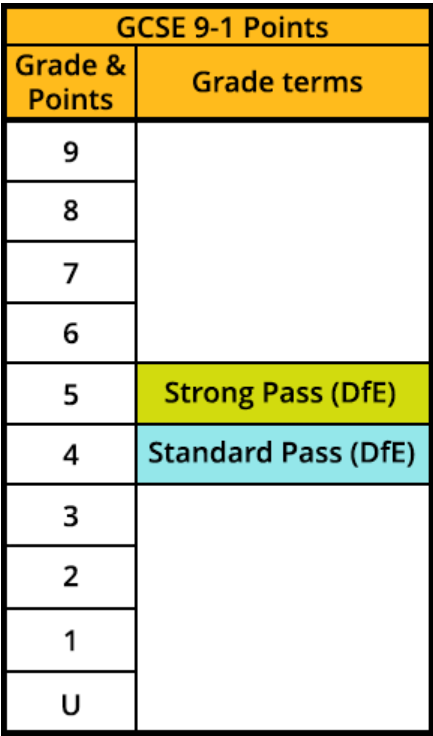 GCSE 9-1 Points
Grade &
Points
Grade terms
9
8
7
6
5
Strong Pass (DfE)
4
Standard Pass (DfE)
3
2
1
U